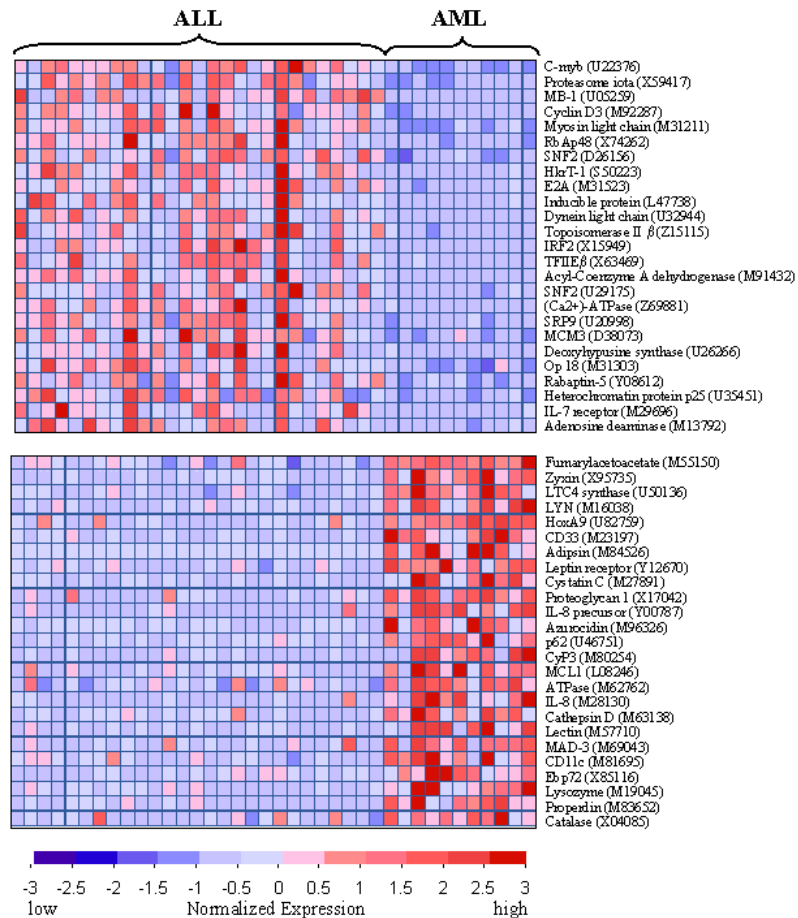 ALL AML
C-myb (U22376)
Proteasome iota (X59417)
MB-1 (U05259)
Cyclin D3 (M92287)
Myosin light chain (M31211)
RbAp48 (X74262)
SNF2 (D26156)
HkrT-1 (S50223)
E2A (M31523)
Inducible protein (L47738)
Dynein light chain (U32944)
Topoisomerase II β (Z15115)
IRF2 (X15949)
TFIIEβ (X63469)
Acyl-Coenzyme A dehydrogenase (M91432)
SNF2 (U29175)
(Ca2+)-ATPase (Z69881)
SRP9 (U20998)
MCM3 (D38073)
Deoxyhypusine synthase (U26266)
Op 18 (M31303)
Rabaptin-5 (Y08612)
Heterochromatin protein p25 (U35451)
IL-7 receptor (M29696)
Adenosine deaminase (M13792)
Fumarylacetoacetate (M55150)
Zyxin (X95735)
LTC4 synthase (U50136)
LYN (M16038)
HoxA9 (U82759)
CD33 (M23197)
Adipsin (M84526)
Leptin receptor (Y12670)
Cystatin C (M27891)
Proteoglycan 1 (X17042)
IL-8 precursor (Y00787)
Azurocidin (M96326)
p62 (U46751)
CyP3 (M80254)
MCL1 (L08246)
ATPase (M62762)
IL-8 (M28130)
Cathepsin D (M63138)
Lectin (M57710)
MAD-3 (M69043)
CD11c (M81695)
Ebp72 (X85116)
Lysozyme (M19045)
Properdin (M83652)
Catalase (X04085)
-3 -2.5 -2 -1.5 -1 -0.5 0 0.5 1 1.5 2 2.5 3
low Normalized Expression high